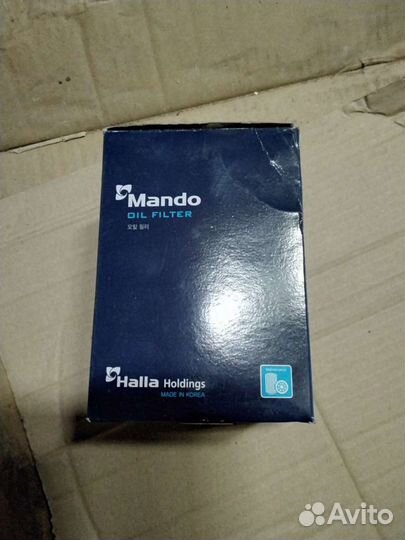 Mando
OIL FILTER
오일 필터
Halla Holdings
MADE IN KOREA
Avito